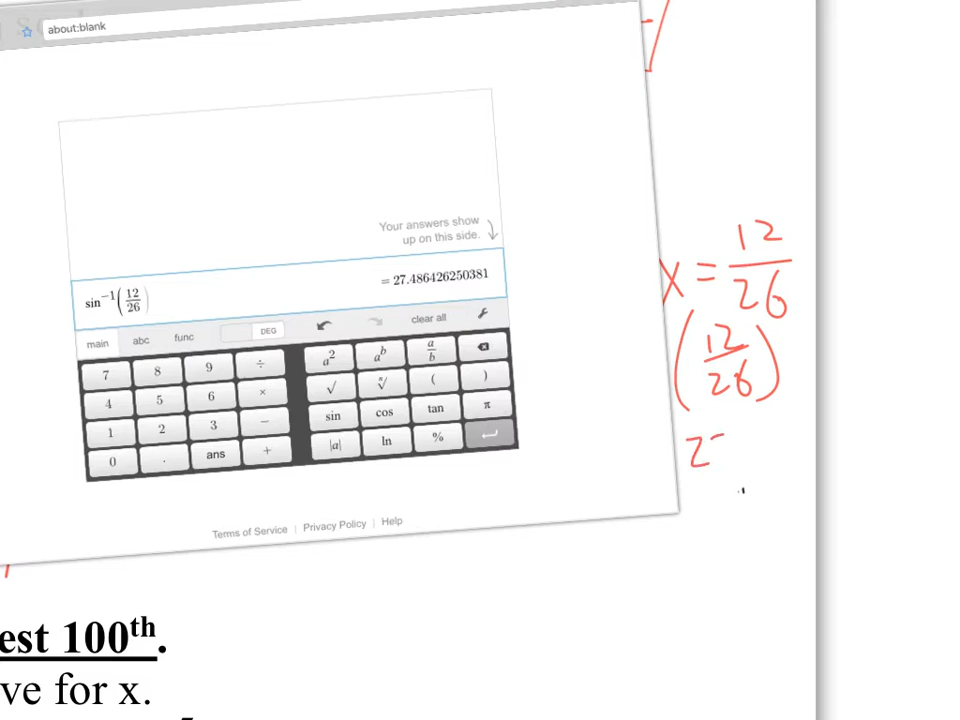 about:blank
Your answers show
up on this side.
sin⁻¹(12/26) = 27.486426250381
main abc func DEG clear all
7 8 9 ÷ a² aᵇ a/b
4 5 6 × √ ⁿ√ ( )
1 2 3 − sin cos tan π
0 . ans + |a| ln %
Terms of Service | Privacy Policy | Help
x = 12/26
(12/26)
est 100th.
ve for x.